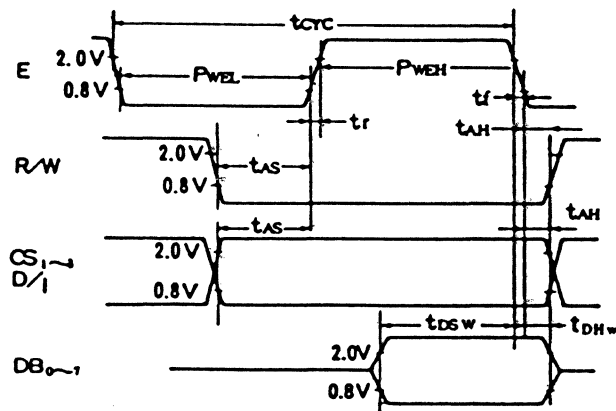 tCYC
E
2.0V
0.8V
PWEL
PWEH
tr
tf
tAH
R/W
2.0V
0.8V
tAS
tAS
tAH
CS1~3
D/I
2.0V
0.8V
tDSW
tDHW
DB0~7
2.0V
0.8V